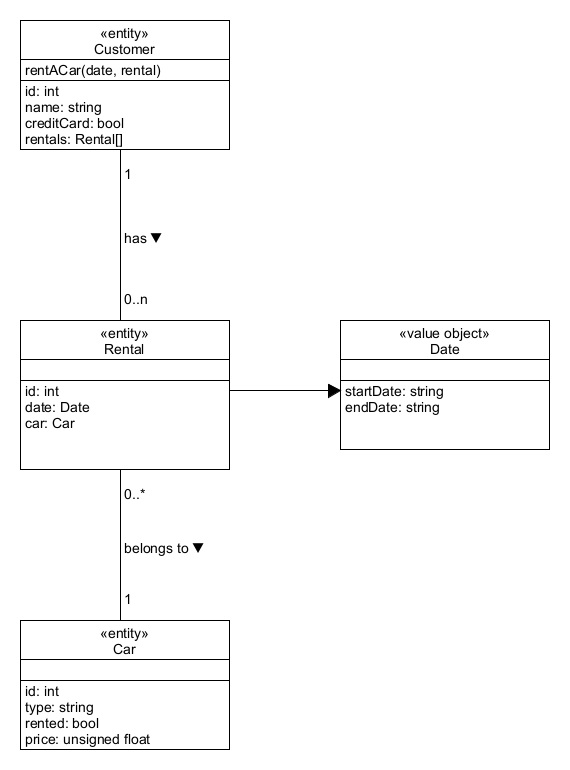 «entity»
Customer
rentACar(date, rental)
id: int
name: string
creditCard: bool
rentals: Rental[]
1
has ▼
0..n
«entity»
Rental
id: int
date: Date
car: Car
«value object»
Date
startDate: string
endDate: string
0..*
belongs to ▼
1
«entity»
Car
id: int
type: string
rented: bool
price: unsigned float